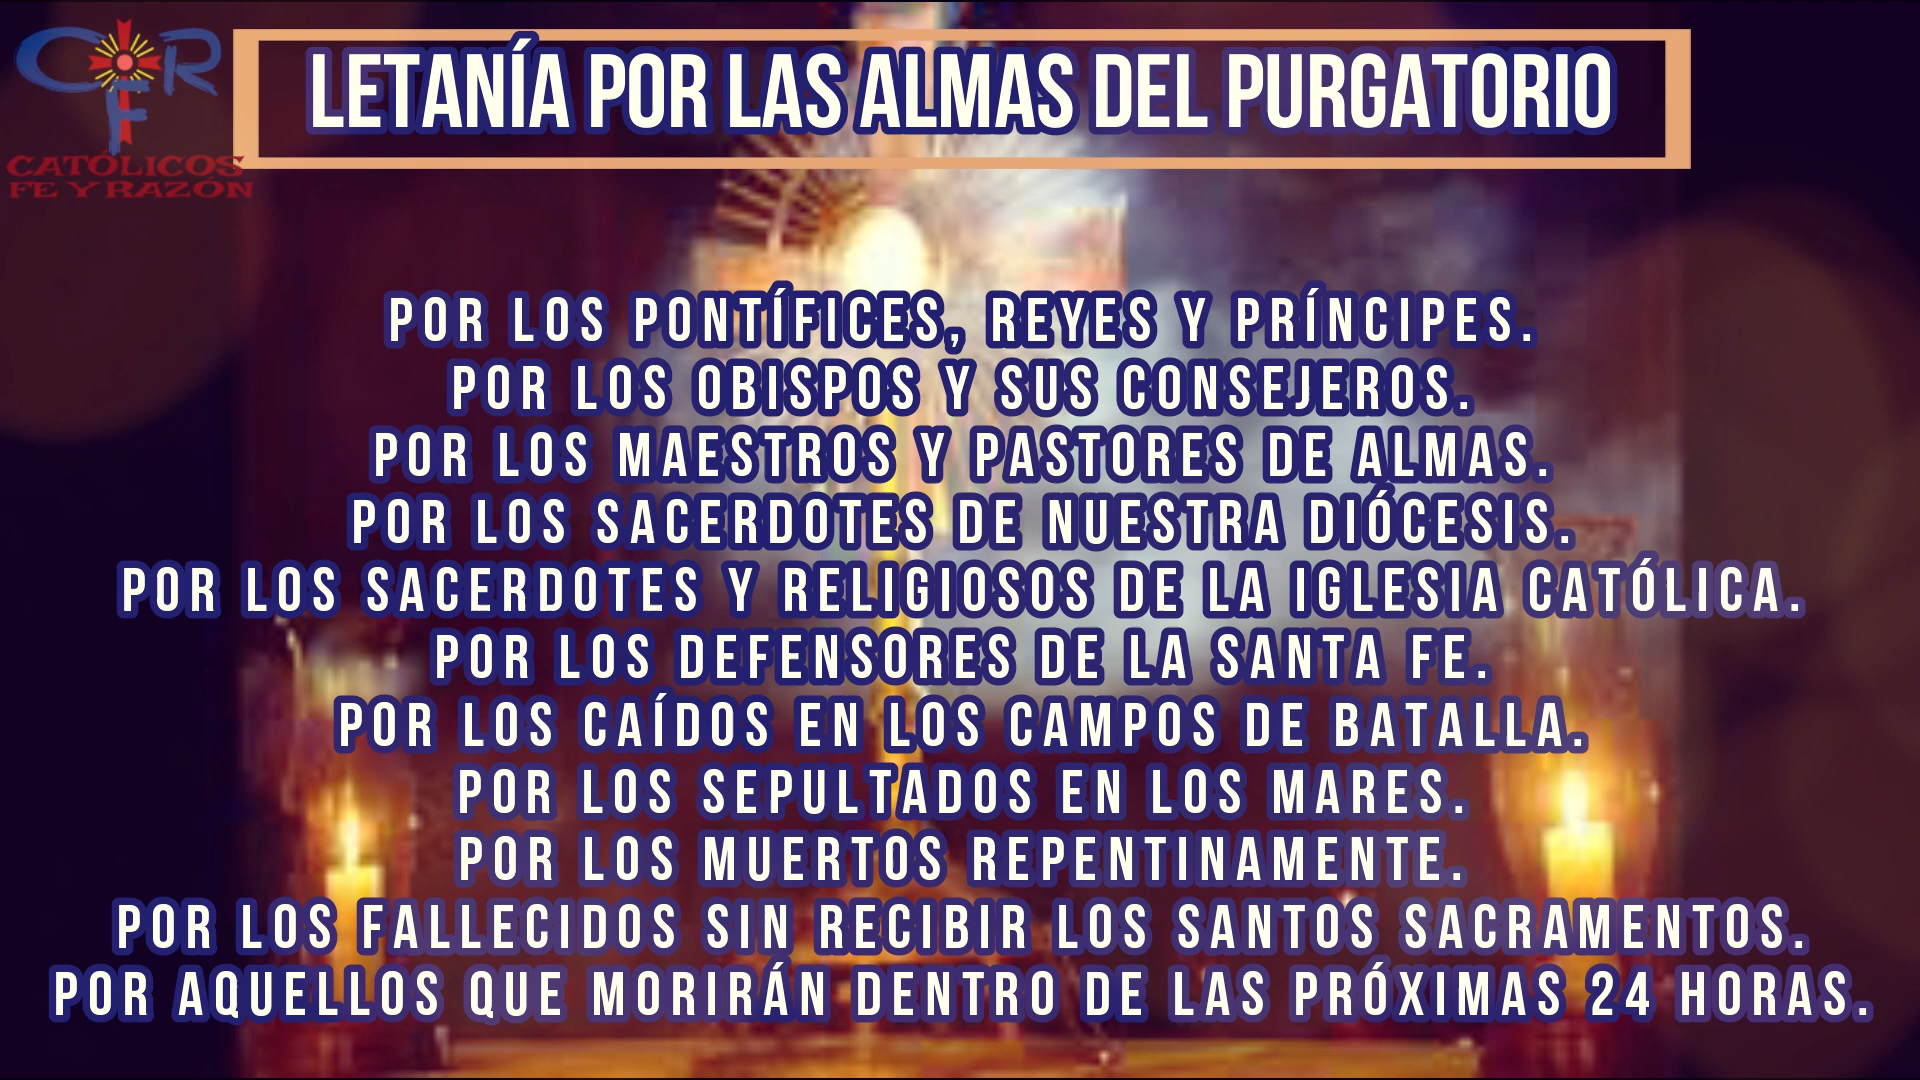 CFR
CATÓLICOS
FE Y RAZÓN
LETANÍA POR LAS ALMAS DEL PURGATORIO
POR LOS PONTÍFICES, REYES Y PRÍNCIPES.
POR LOS OBISPOS Y SUS CONSEJEROS.
POR LOS MAESTROS Y PASTORES DE ALMAS.
POR LOS SACERDOTES DE NUESTRA DIÓCESIS.
POR LOS SACERDOTES Y RELIGIOSOS DE LA IGLESIA CATÓLICA.
POR LOS DEFENSORES DE LA SANTA FE.
POR LOS CAÍDOS EN LOS CAMPOS DE BATALLA.
POR LOS SEPULTADOS EN LOS MARES.
POR LOS MUERTOS REPENTINAMENTE.
POR LOS FALLECIDOS SIN RECIBIR LOS SANTOS SACRAMENTOS.
POR AQUELLOS QUE MORIRÁN DENTRO DE LAS PRÓXIMAS 24 HORAS.